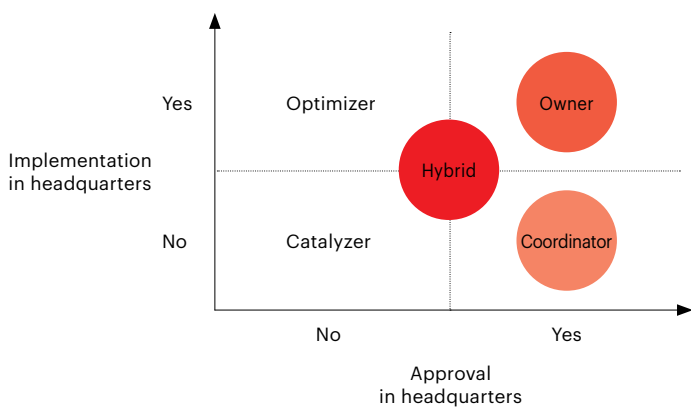 Yes
Optimizer
Owner
Implementation
in headquarters
Hybrid
No
Catalyzer
Coordinator
No
Yes
Approval
in headquarters